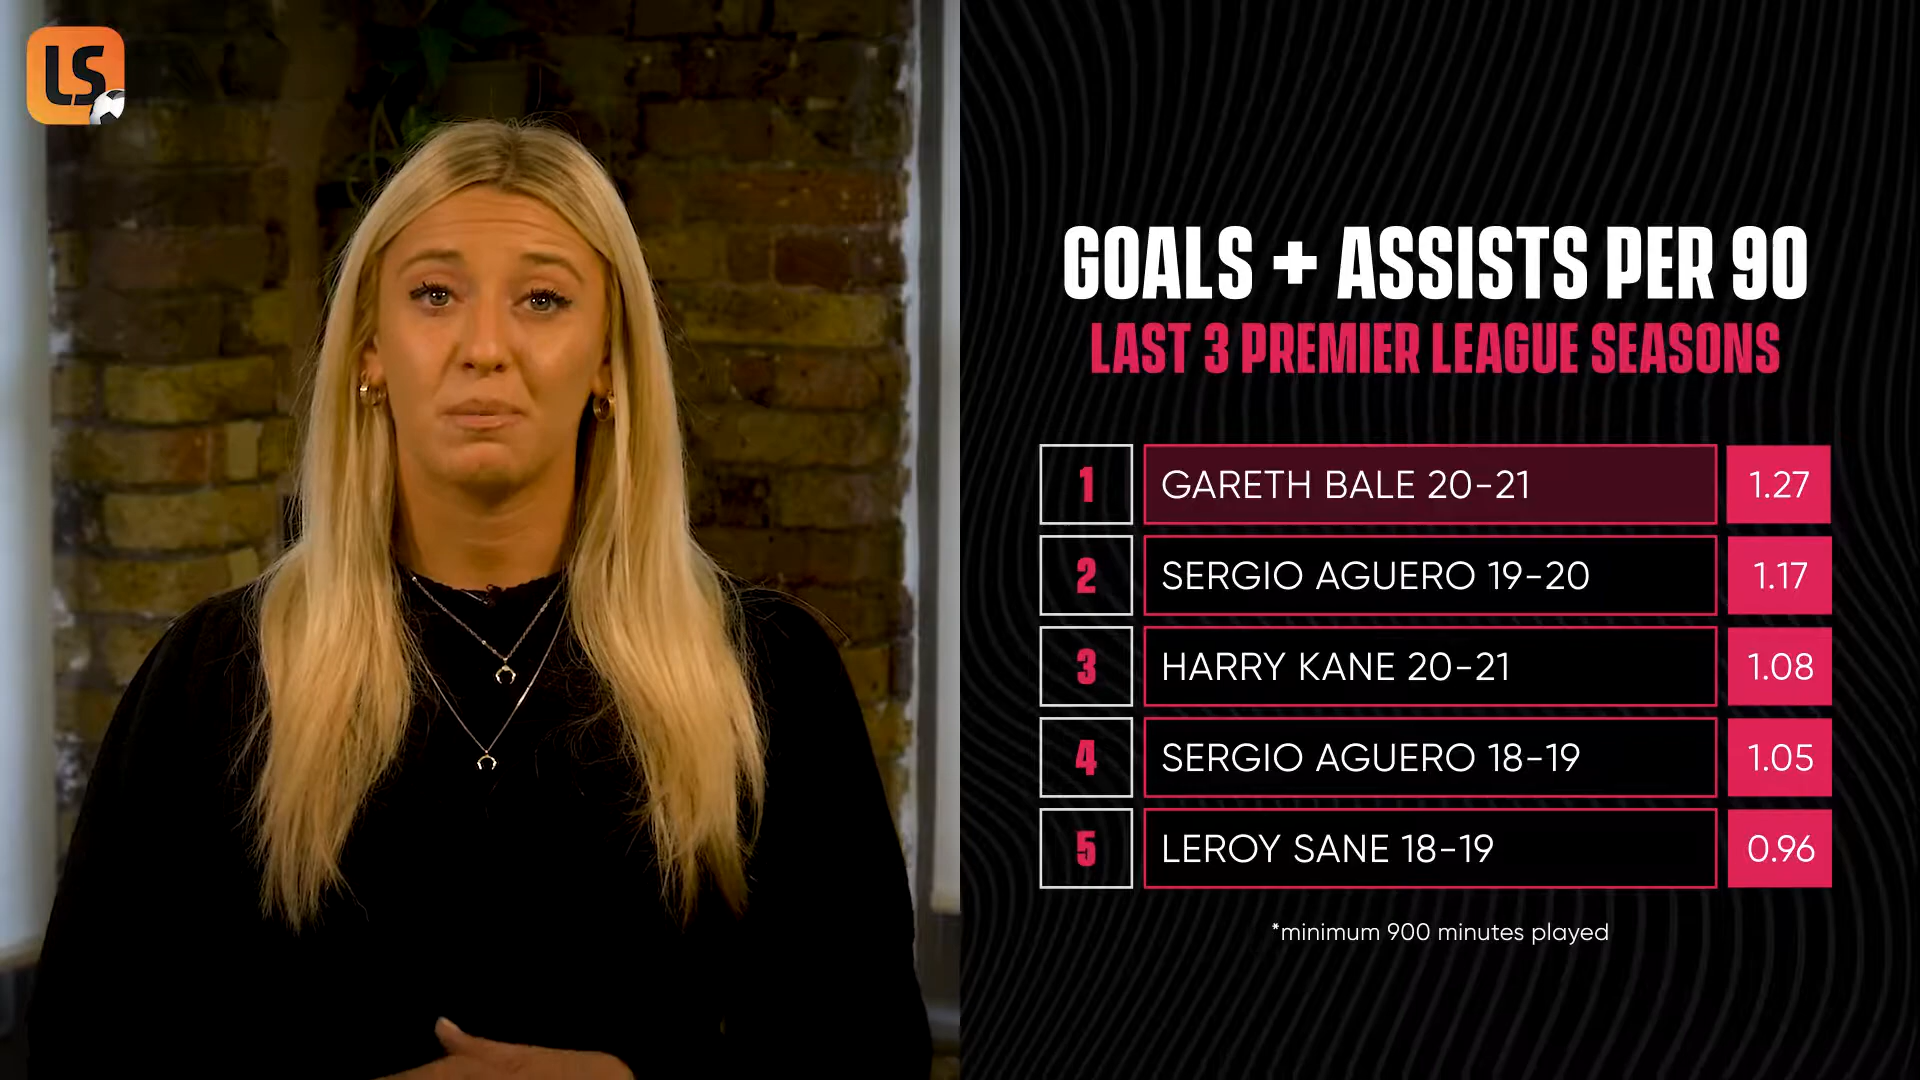 LS
GOALS + ASSISTS PER 90
LAST 3 PREMIER LEAGUE SEASONS
1 GARETH BALE 20-21 1.27
2 SERGIO AGUERO 19-20 1.17
3 HARRY KANE 20-21 1.08
4 SERGIO AGUERO 18-19 1.05
5 LEROY SANE 18-19 0.96
*minimum 900 minutes played